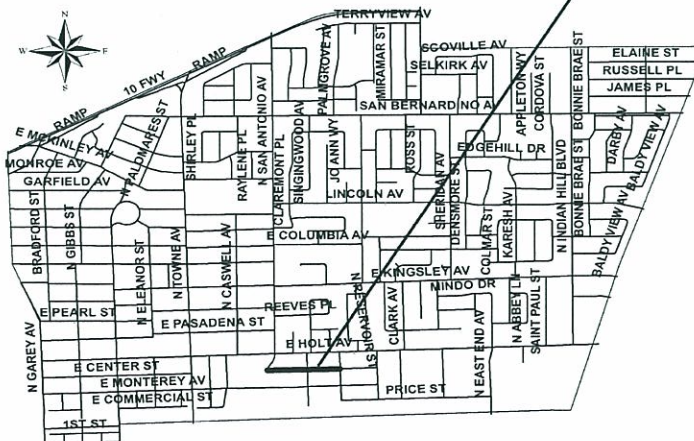 N
W
E
S
TERRYVIEW AV
SCOVILLE AV
SELKIRK AV
ELAINE ST
RUSSELL PL
JAMES PL
PALMGROVE AV
MIRAMAR ST
APPLETON WY
CORDOVA ST
BONNIE BRAE ST
RAMP
10 FWY
RAMP
SAN BERNARDINO AV
E MCKINLEY AV
MONROE AV
GARFIELD AV
N PALOMARES ST
SHIRLEY PL
RAYLENE PL
N SAN ANTONIO AV
CLAREMONT PL
SINGINGWOOD AV
JO ANN WY
ROSS ST
EDGEHILL DR
DARBY AV
BALDY VIEW AV
LINCOLN AV
SHERIDAN AV
DENSMORE ST
COLMAR ST
KARESH AV
N INDIAN HILL BLVD
BONNIE BRAE ST
BALDY VIEW AV
BRADFORD ST
N GIBBS ST
N ELEANOR ST
N TOWNE AV
N CASWELL AV
E COLUMBIA AV
E KINGSLEY AV
MINDO DR
N RESERVOIR ST
CLARK AV
N ABBEY LN
SAINT PAUL ST
E PEARL ST
E PASADENA ST
REEVES PL
E HOLT AV
N GAREY AV
E CENTER ST
E MONTEREY AV
E COMMERCIAL ST
1ST ST
PRICE ST
N EAST END AV